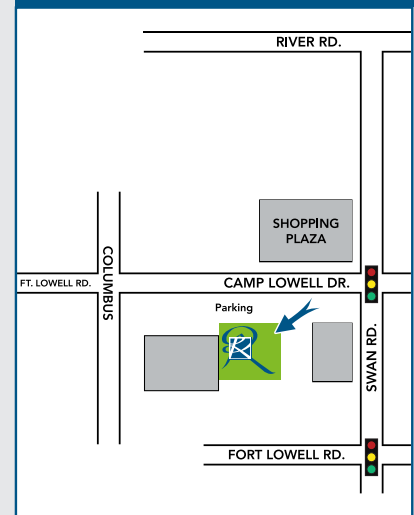 RIVER RD.
SHOPPING
PLAZA
COLUMBUS
FT. LOWELL RD.
CAMP LOWELL DR.
Parking
SWAN RD.
FORT LOWELL RD.